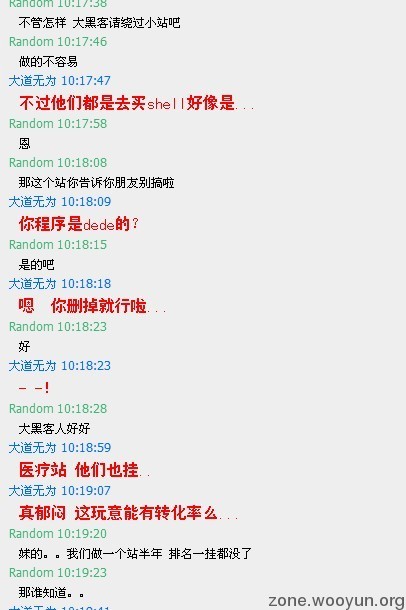 Random 10:17:38
不管怎样 大黑客请绕过小站吧
Random 10:17:46
做的不容易
大道无为 10:17:47
不过他们都是去买shell好像是...
Random 10:17:58
恩
Random 10:18:08
那这个站你告诉你朋友别搞啦
大道无为 10:18:09
你程序是dede的？
Random 10:18:15
是的吧
大道无为 10:18:18
嗯 你删掉就行啦...
Random 10:18:23
好
大道无为 10:18:23
- -!
Random 10:18:28
大黑客人好好
大道无为 10:18:59
医疗站 他们也挂..
大道无为 10:19:07
真郁闷 这玩意能有转化率么...
Random 10:19:20
妹的。。我们做一个站半年 排名一挂都没了
Random 10:19:23
那谁知道。。
zone.wooyun.org